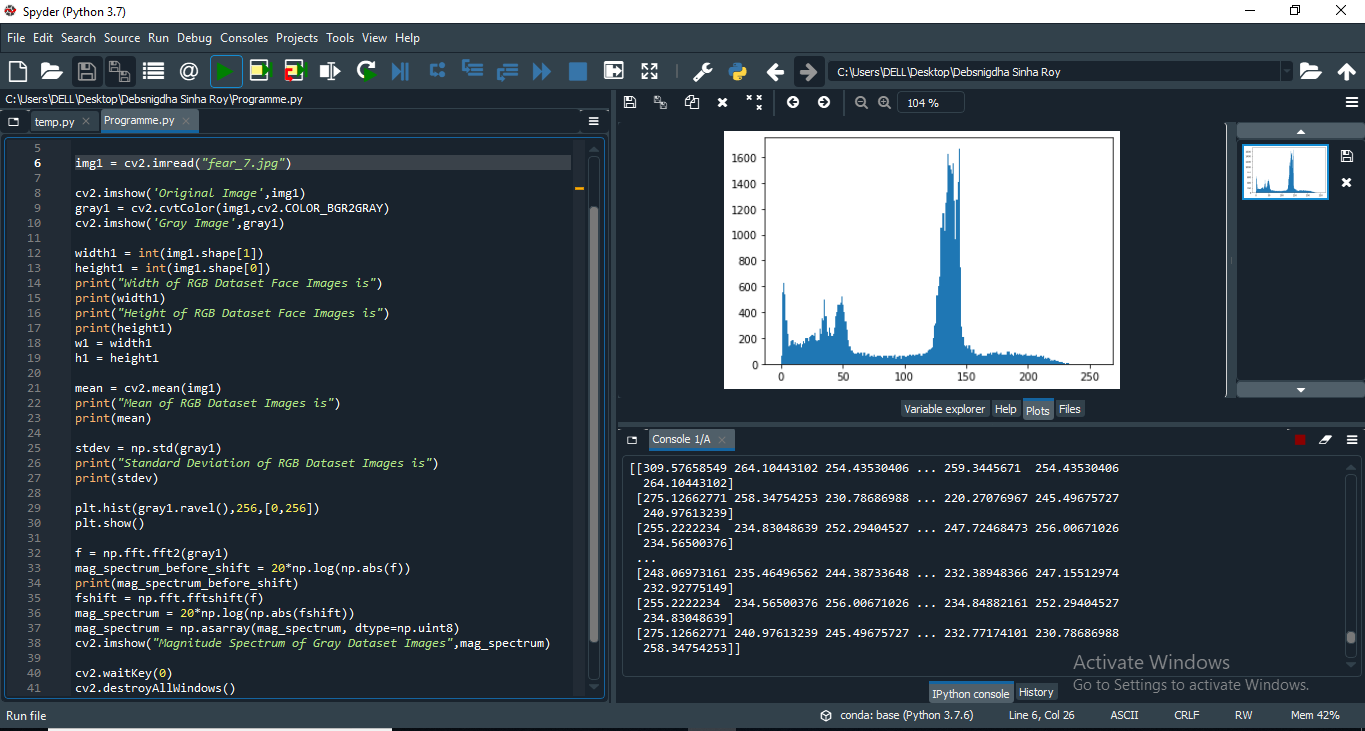 Spyder (Python 3.7)
File Edit Search Source Run Debug Consoles Projects Tools View Help
C:\Users\DELL\Desktop\Debsnigdha Sinha Roy
C:\Users\DELL\Desktop\Debsnigdha Sinha Roy\Programme.py
temp.py
Programme.py
5
6 img1 = cv2.imread("fear_7.jpg")
7
8 cv2.imshow('Original Image',img1)
9 gray1 = cv2.cvtColor(img1,cv2.COLOR_BGR2GRAY)
10 cv2.imshow('Gray Image',gray1)
11
12 width1 = int(img1.shape[1])
13 height1 = int(img1.shape[0])
14 print("Width of RGB Dataset Face Images is")
15 print(width1)
16 print("Height of RGB Dataset Face Images is")
17 print(height1)
18 w1 = width1
19 h1 = height1
20
21 mean = cv2.mean(img1)
22 print("Mean of RGB Dataset Images is")
23 print(mean)
24
25 stdev = np.std(gray1)
26 print("Standard Deviation of RGB Dataset Images is")
27 print(stdev)
28
29 plt.hist(gray1.ravel(),256,[0,256])
30 plt.show()
31
32 f = np.fft.fft2(gray1)
33 mag_spectrum_before_shift = 20*np.log(np.abs(f))
34 print(mag_spectrum_before_shift)
35 fshift = np.fft.fftshift(f)
36 mag_spectrum = 20*np.log(np.abs(fshift))
37 mag_spectrum = np.asarray(mag_spectrum, dtype=np.uint8)
38 cv2.imshow("Magnitude Spectrum of Gray Dataset Images",mag_spectrum)
39
40 cv2.waitKey(0)
41 cv2.destroyAllWindows()
104 %
1600
1400
1200
1000
800
600
400
200
0
0 50 100 150 200 250
Variable explorer Help Plots Files
Console 1/A
[[309.57658549 264.10443102 254.43530406 ... 259.3445671 254.43530406
264.10443102]
[275.12662771 258.34754253 230.78686988 ... 220.27076967 245.49675727
240.97613239]
[255.2222234 234.83048639 252.29404527 ... 247.72468473 256.00671026
234.56500376]
...
[248.06973161 235.46496562 244.38733648 ... 232.38948366 247.15512974
232.92775149]
[255.2222234 234.56500376 256.00671026 ... 234.84882161 252.29404527
234.83048639]
[275.12662771 240.97613239 245.49675727 ... 232.77174101 230.78686988
258.34754253]]
Activate Windows
Go to Settings to activate Windows.
IPython console History
Run file
conda: base (Python 3.7.6) Line 6, Col 26 ASCII CRLF RW Mem 42%